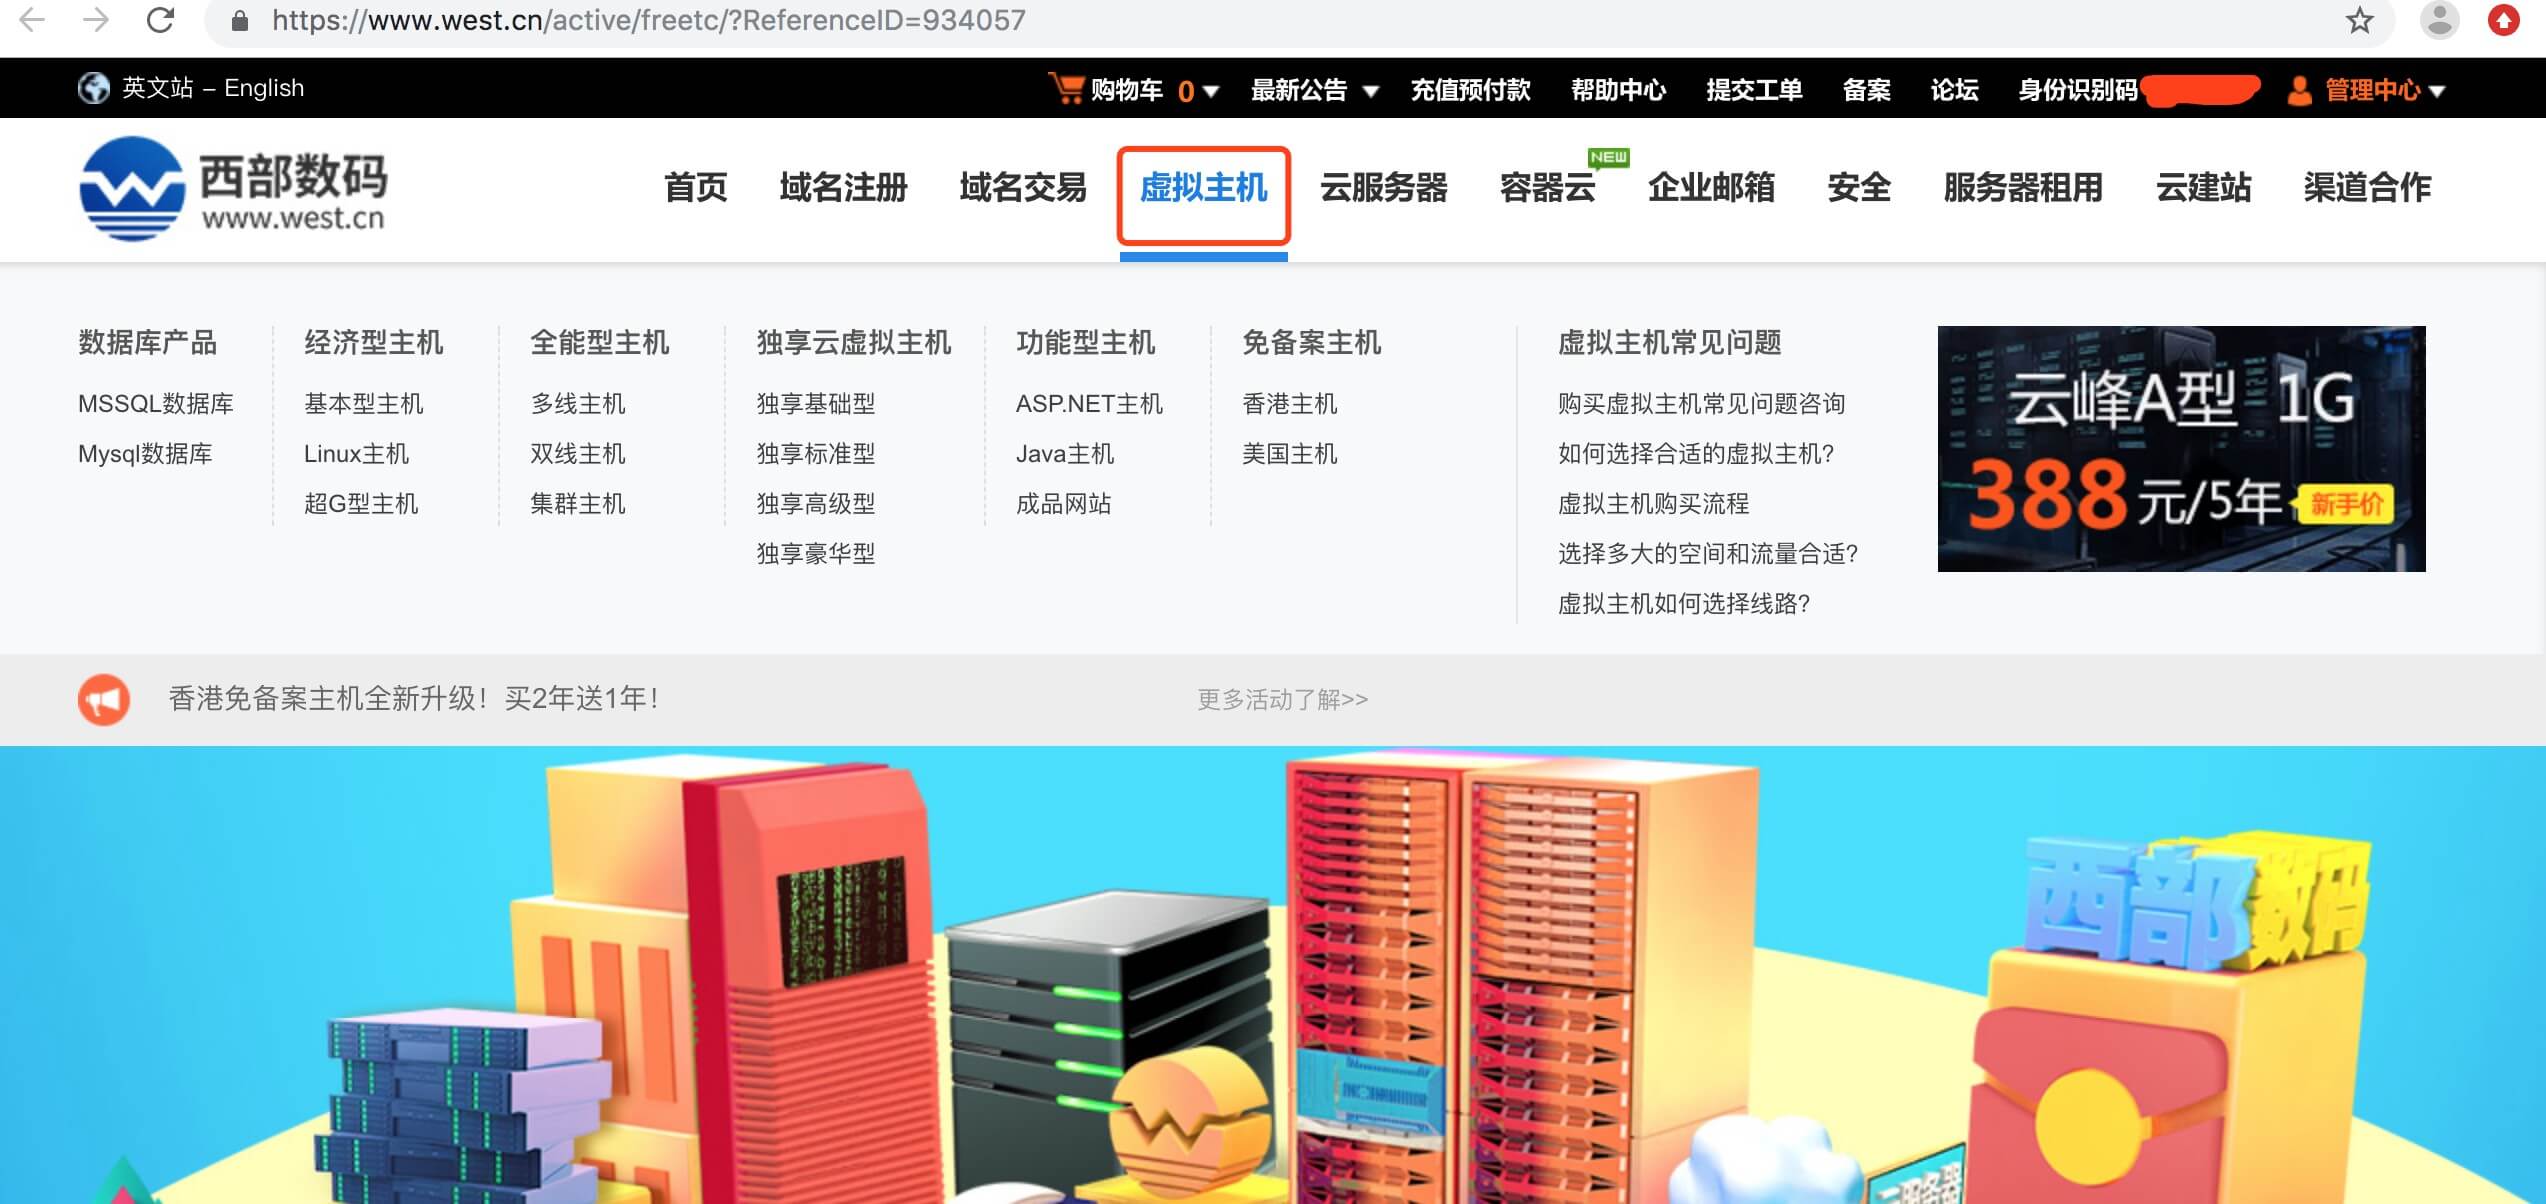 https://www.west.cn/active/freetc/?ReferenceID=934057
英文站 – English
购物车 0 最新公告 充值预付款 帮助中心 提交工单 备案 论坛 身份识别码 管理中心
西部数码
www.west.cn
首页 域名注册 域名交易 虚拟主机 云服务器 容器云 NEW 企业邮箱 安全 服务器租用 云建站 渠道合作
数据库产品
MSSQL数据库
Mysql数据库
经济型主机
基本型主机
Linux主机
超G型主机
全能型主机
多线主机
双线主机
集群主机
独享云虚拟主机
独享基础型
独享标准型
独享高级型
独享豪华型
功能型主机
ASP.NET主机
Java主机
成品网站
免备案主机
香港主机
美国主机
虚拟主机常见问题
购买虚拟主机常见问题咨询
如何选择合适的虚拟主机?
虚拟主机购买流程
选择多大的空间和流量合适?
虚拟主机如何选择线路?
云峰A型 1G
388元/5年 新手价
香港免备案主机全新升级！买2年送1年！
更多活动了解>>
西部数码
云服务器